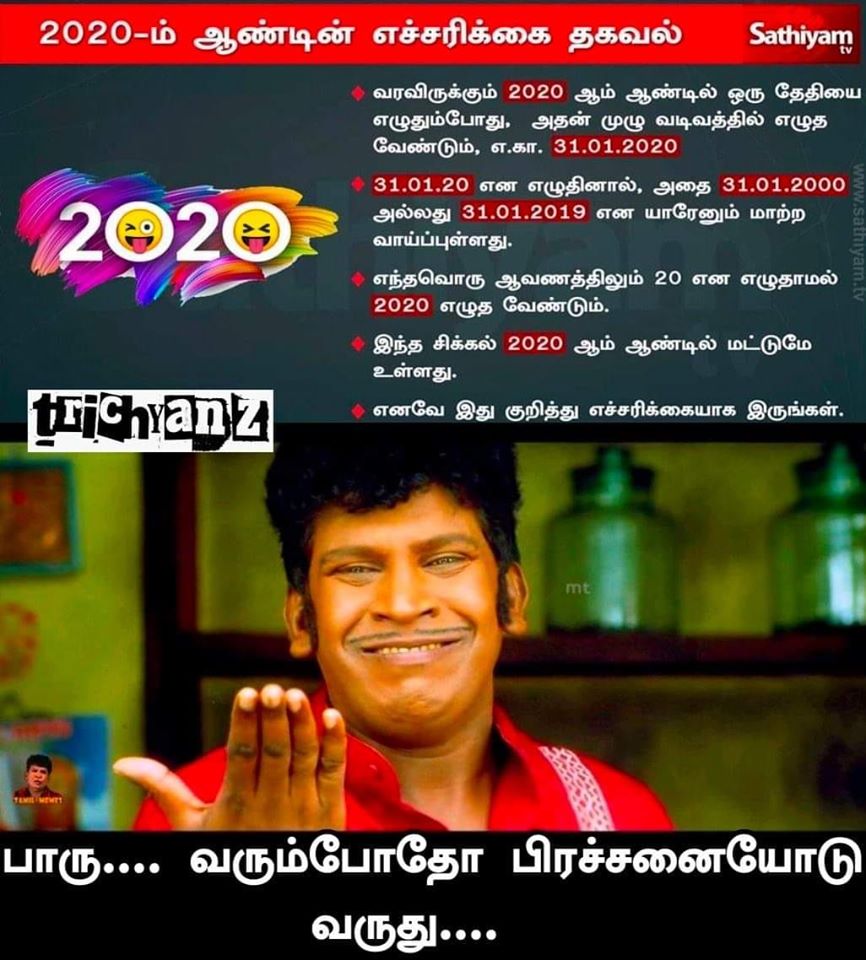 2020-ம் ஆண்டின் எச்சரிக்கை தகவல்
Sathiyam
tv
வரவிருக்கும் 2020 ஆம் ஆண்டில் ஒரு தேதியை
எழுதும்போது, அதன் முழு வடிவத்தில் எழுத
வேண்டும், எ.கா. 31.01.2020
31.01.20 என எழுதினால், அதை 31.01.2000
அல்லது 31.01.2019 என யாரேனும் மாற்ற
வாய்ப்புள்ளது.
எந்தவொரு ஆவணத்திலும் 20 என எழுதாமல்
2020 எழுத வேண்டும்.
இந்த சிக்கல் 2020 ஆம் ஆண்டில் மட்டுமே
உள்ளது.
எனவே இது குறித்து எச்சரிக்கையாக இருங்கள்.
2020
www.sathiyam.tv
trichyanz
mt
TAMIL MEMES
பாரு.... வரும்போதோ பிரச்சனையோடு
வருது....